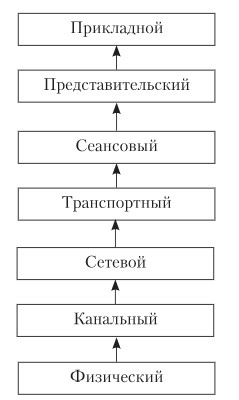 Прикладной
Представительский
Сеансовый
Транспортный
Сетевой
Канальный
Физический